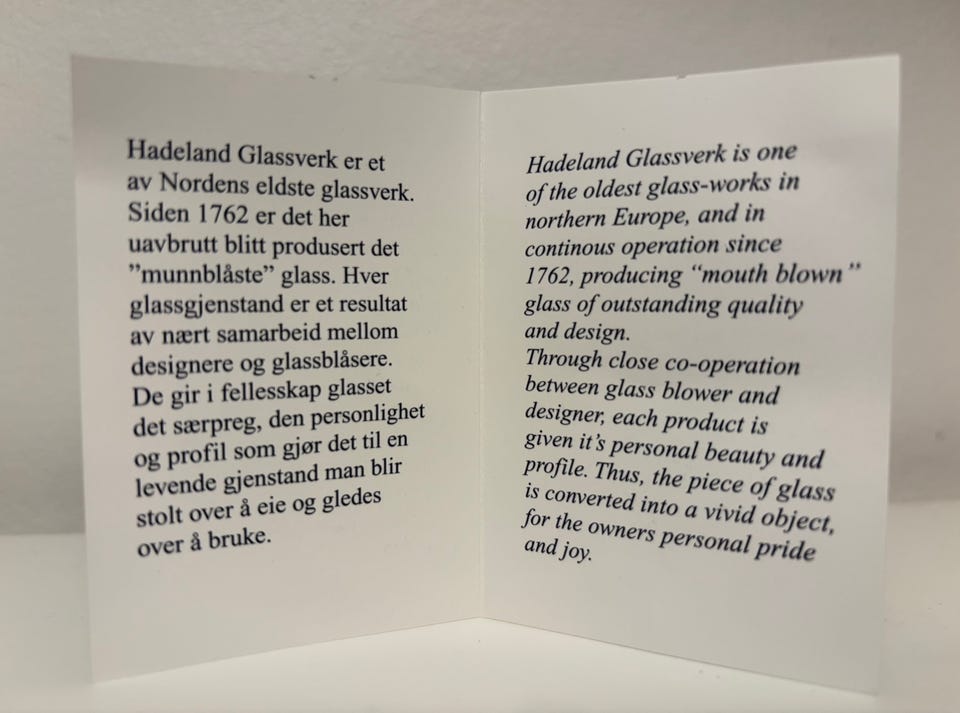 Hadeland Glassverk er et
av Nordens eldste glassverk.
Siden 1762 er det her
uavbrutt blitt produsert det
”munnblåste” glass. Hver
glassgjenstand er et resultat
av nært samarbeid mellom
designere og glassblåsere.
De gir i fellesskap glasset
det særpreg, den personlighet
og profil som gjør det til en
levende gjenstand man blir
stolt over å eie og gledes
over å bruke.
Hadeland Glassverk is one
of the oldest glass-works in
northern Europe, and in
continous operation since
1762, producing “mouth blown”
glass of outstanding quality
and design.
Through close co-operation
between glass blower and
designer, each product is
given it’s personal beauty and
profile. Thus, the piece of glass
is converted into a vivid object,
for the owners personal pride
and joy.